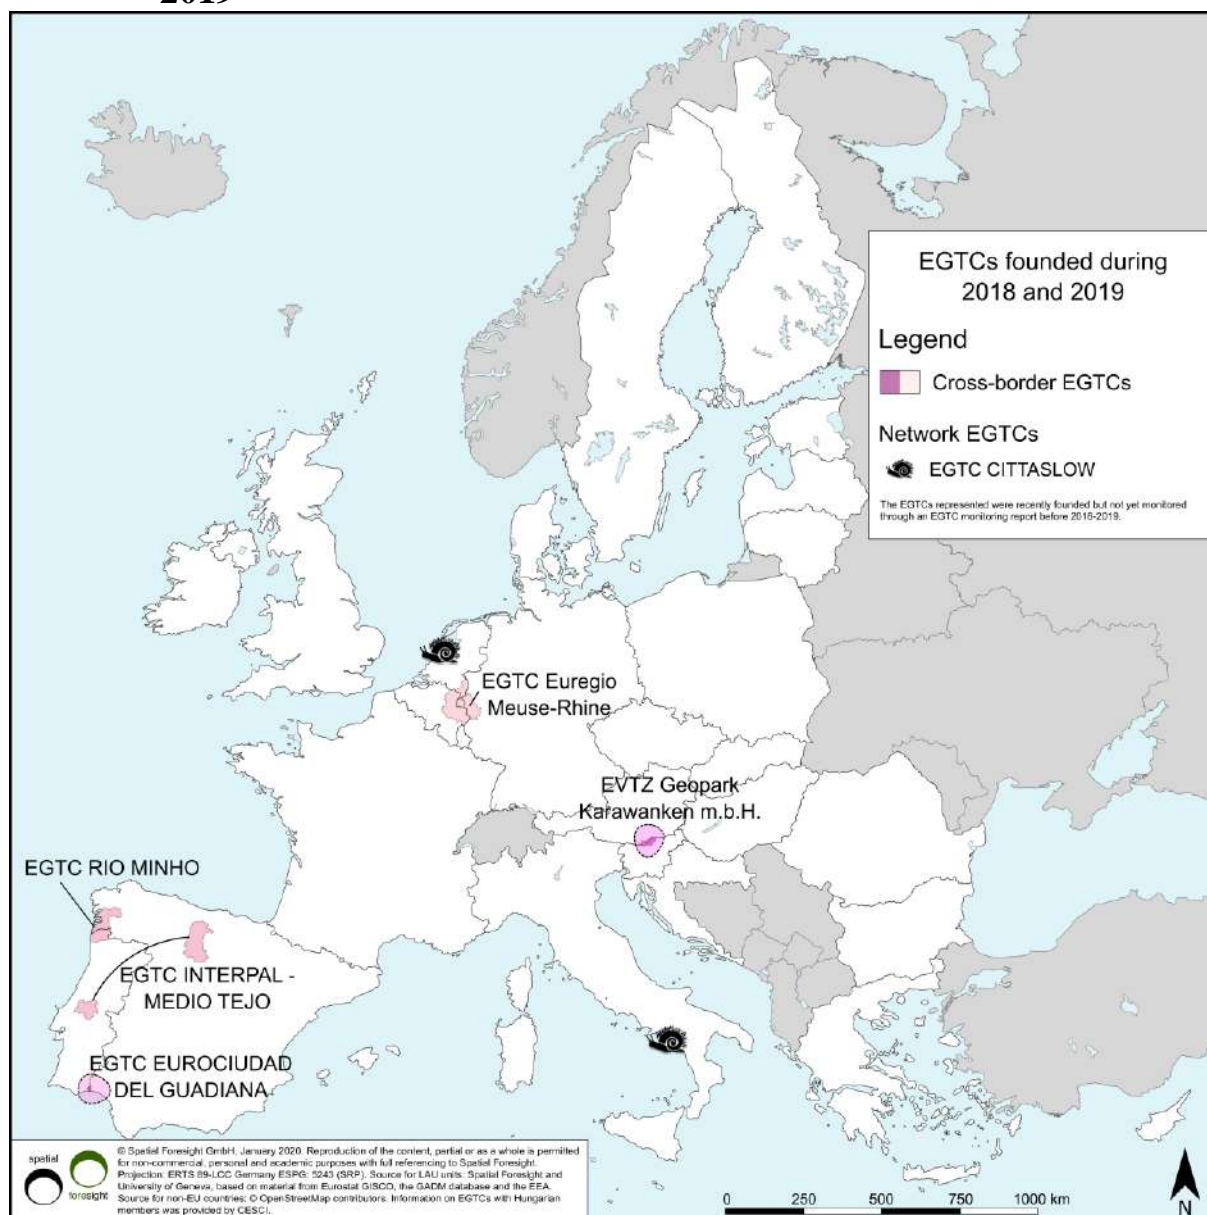 2019
EGTCs founded during
2018 and 2019
Legend
Cross-border EGTCs
Network EGTCs
EGTC CITTASLOW
The EGTCs represented were recently founded but not yet monitored
through an EGTC monitoring report before 2018-2019.
EGTC Euregio
Meuse-Rhine
EVTZ Geopark
Karawanken m.b.H.
EGTC RIO MINHO
EGTC INTERPAL -
MEDIO TEJO
EGTC EUROCIUDAD
DEL GUADIANA
spatial
foresight
© Spatial Foresight GmbH, January 2020. Reproduction of the content, partial or as a whole is permitted
for non-commercial, personal and academic purposes with full referencing to Spatial Foresight.
Projection: ERTS 89-LCC Germany ESPG: 5243 (SRP). Source for LAU units: Spatial Foresight and
University of Geneva, based on material from Eurostat GISCO, the GADM database and the EEA.
Source for non-EU countries: © OpenStreetMap contributors. Information on EGTCs with Hungarian
members was provided by CESCI.
0 250 500 750 1000 km
N